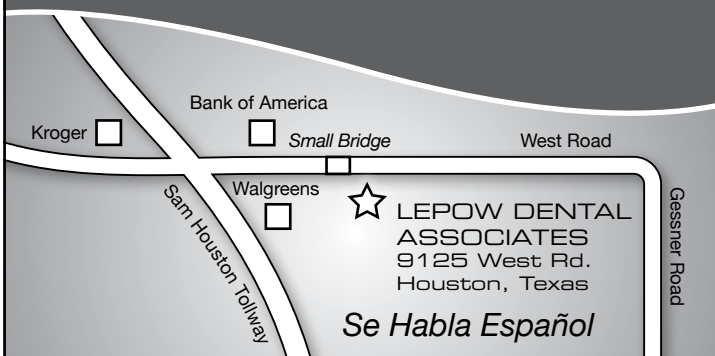 Bank of America
Kroger
Small Bridge
West Road
Walgreens
Sam Houston Tollway
LEPOW DENTAL
ASSOCIATES
9125 West Rd.
Houston, Texas
Gessner Road
Se Habla Español